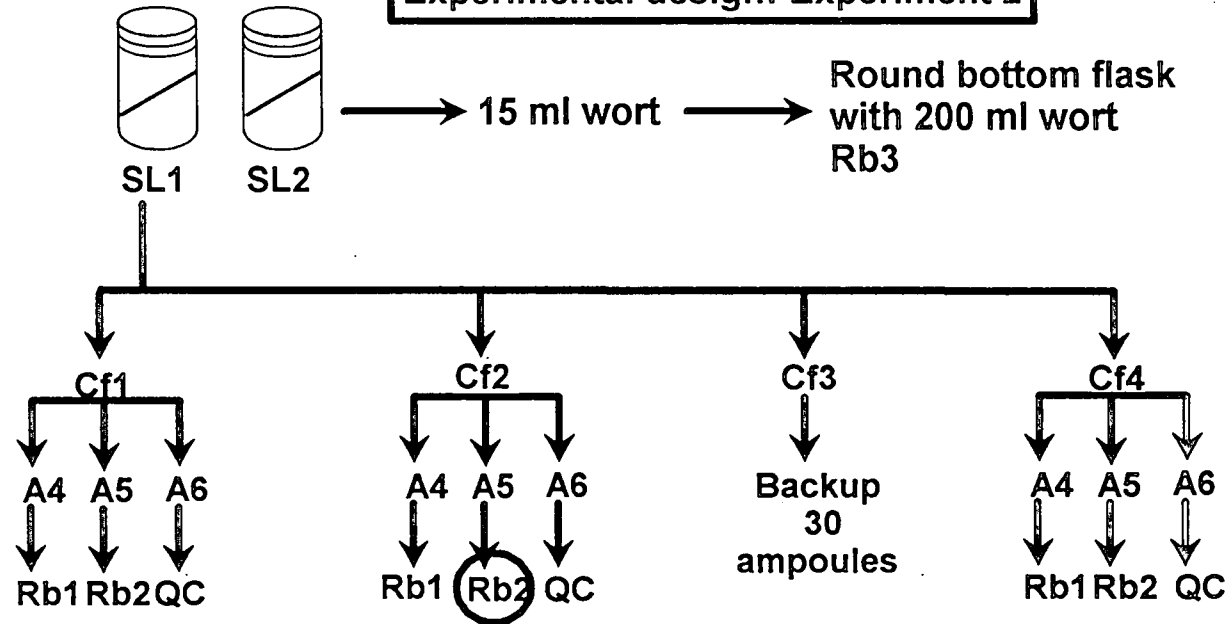 Experimental design: Experiment 1
15 ml wort
Round bottom flask
with 200 ml wort
Rb3
SL1 SL2
Cf1 Cf2 Cf3 Cf4
A4 A5 A6 A4 A5 A6 Backup A4 A5 A6
30
ampoules
Rb1 Rb2 QC Rb1 Rb2 QC Rb1 Rb2 QC